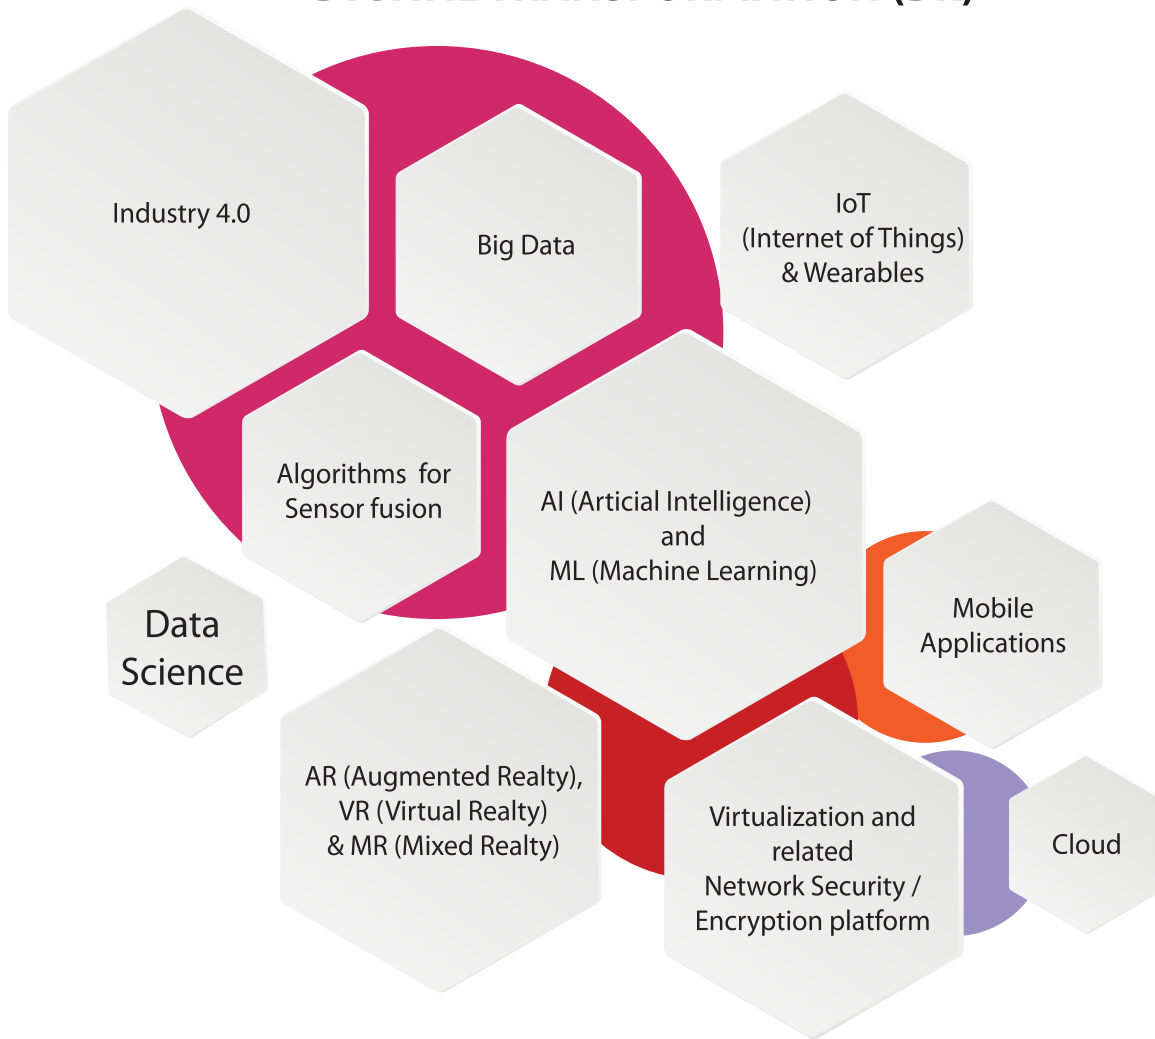 Industry 4.0
Big Data
IoT
(Internet of Things)
& Wearables
Algorithms for
Sensor fusion
AI (Articial Intelligence)
and
ML (Machine Learning)
Data
Science
Mobile
Applications
AR (Augmented Realty),
VR (Virtual Realty)
& MR (Mixed Realty)
Virtualization and
related
Network Security /
Encryption platform
Cloud